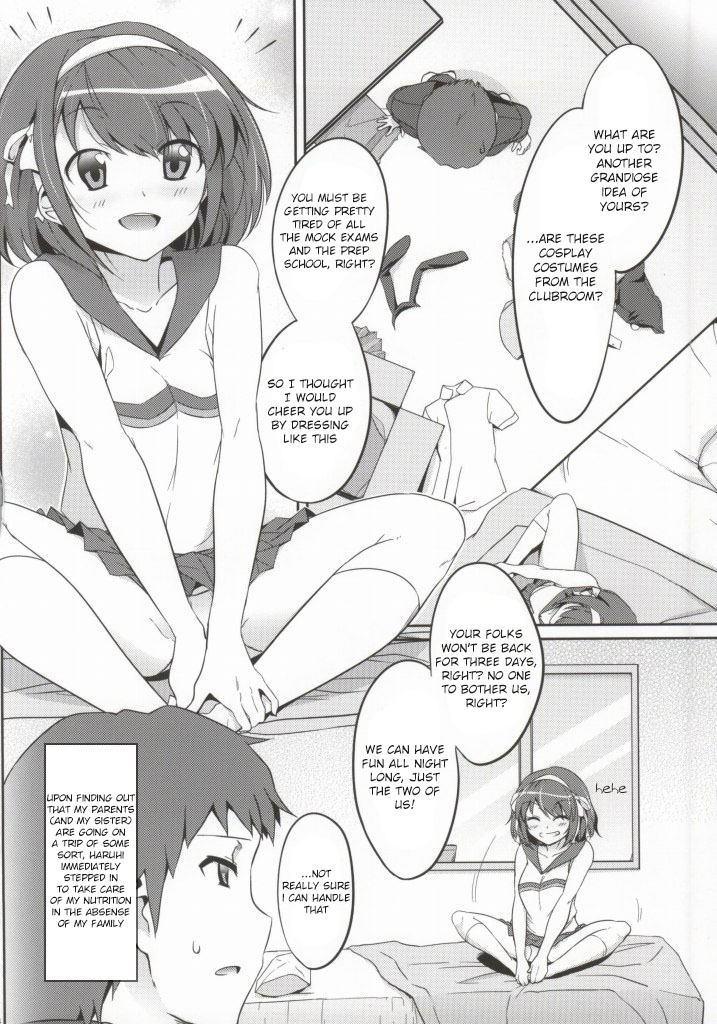 WHAT ARE
YOU UP TO?
ANOTHER
GRANDIOSE
IDEA OF
YOURS?
...ARE THESE
COSPLAY
COSTUMES
FROM THE
CLUBROOM?
YOU MUST BE
GETTING PRETTY
TIRED OF ALL
THE MOCK EXAMS
AND THE PREP
SCHOOL, RIGHT?
SO I THOUGHT
I WOULD
CHEER YOU UP
BY DRESSING
LIKE THIS
YOUR FOLKS
WON'T BE BACK
FOR THREE DAYS,
RIGHT? NO ONE
TO BOTHER US,
RIGHT?
WE CAN HAVE
FUN ALL NIGHT
LONG, JUST
THE TWO OF
US!
hehe
UPON FINDING OUT
THAT MY PARENTS
(AND MY SISTER)
ARE GOING ON
A TRIP OF SOME
SORT, HARUHI
IMMEDIATELY
STEPPED IN
TO TAKE CARE
OF MY NUTRITION
IN THE ABSENSE
OF MY FAMILY
...NOT
REALLY SURE
I CAN HANDLE
THAT